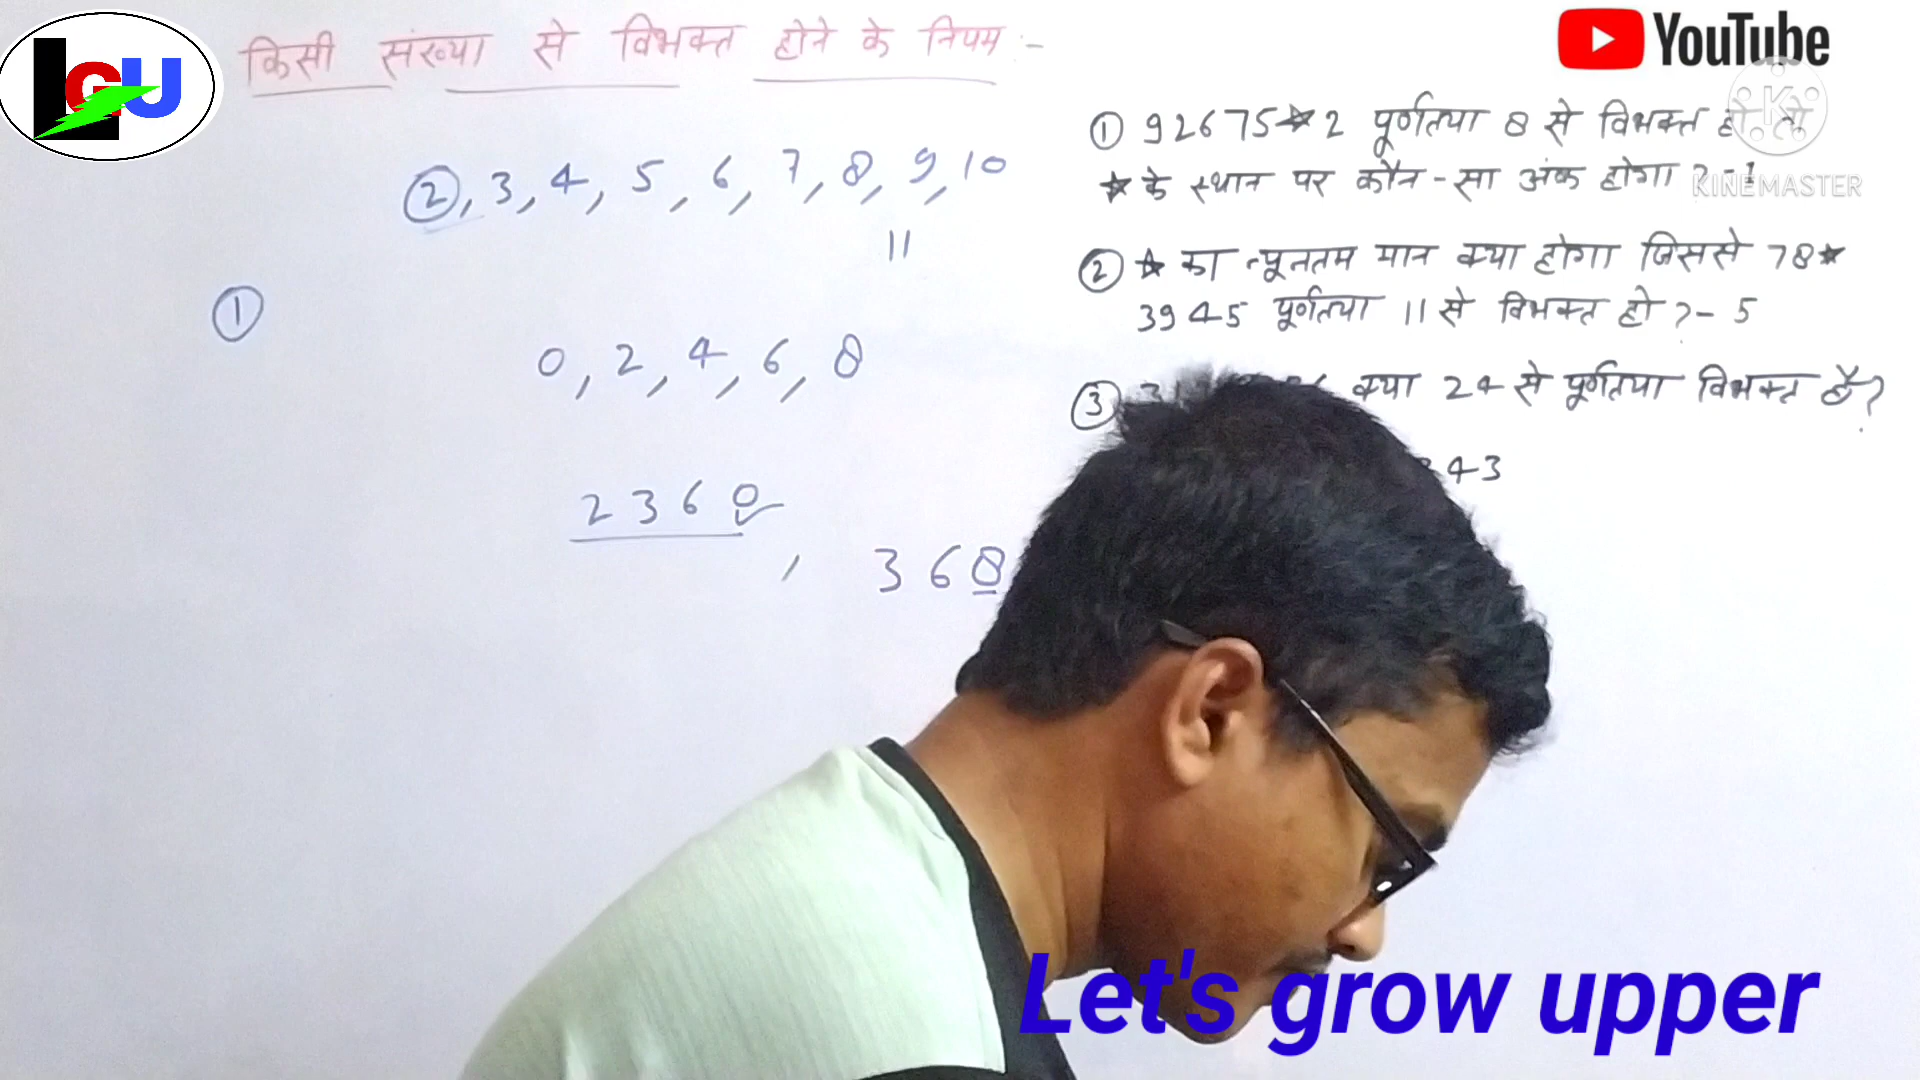 LGU
किसी संख्या से विभक्त होने के नियम :-
YouTube
②, 3, 4, 5, 6, 7, 8, 9, 10
11
①
0, 2, 4, 6, 8
2360
, 368
① 92675★2 पूर्णतया 8 से विभक्त हो तो
★ के स्थान पर कौन-सा अंक होगा ? - 1
KINEMASTER
② ★ का न्यूनतम मान क्या होगा जिससे 78★
3945 पूर्णतया 11 से विभक्त हो ? - 5
③ क्या 24 से पूर्णतया विभक्त है ?
43
Let's grow upper